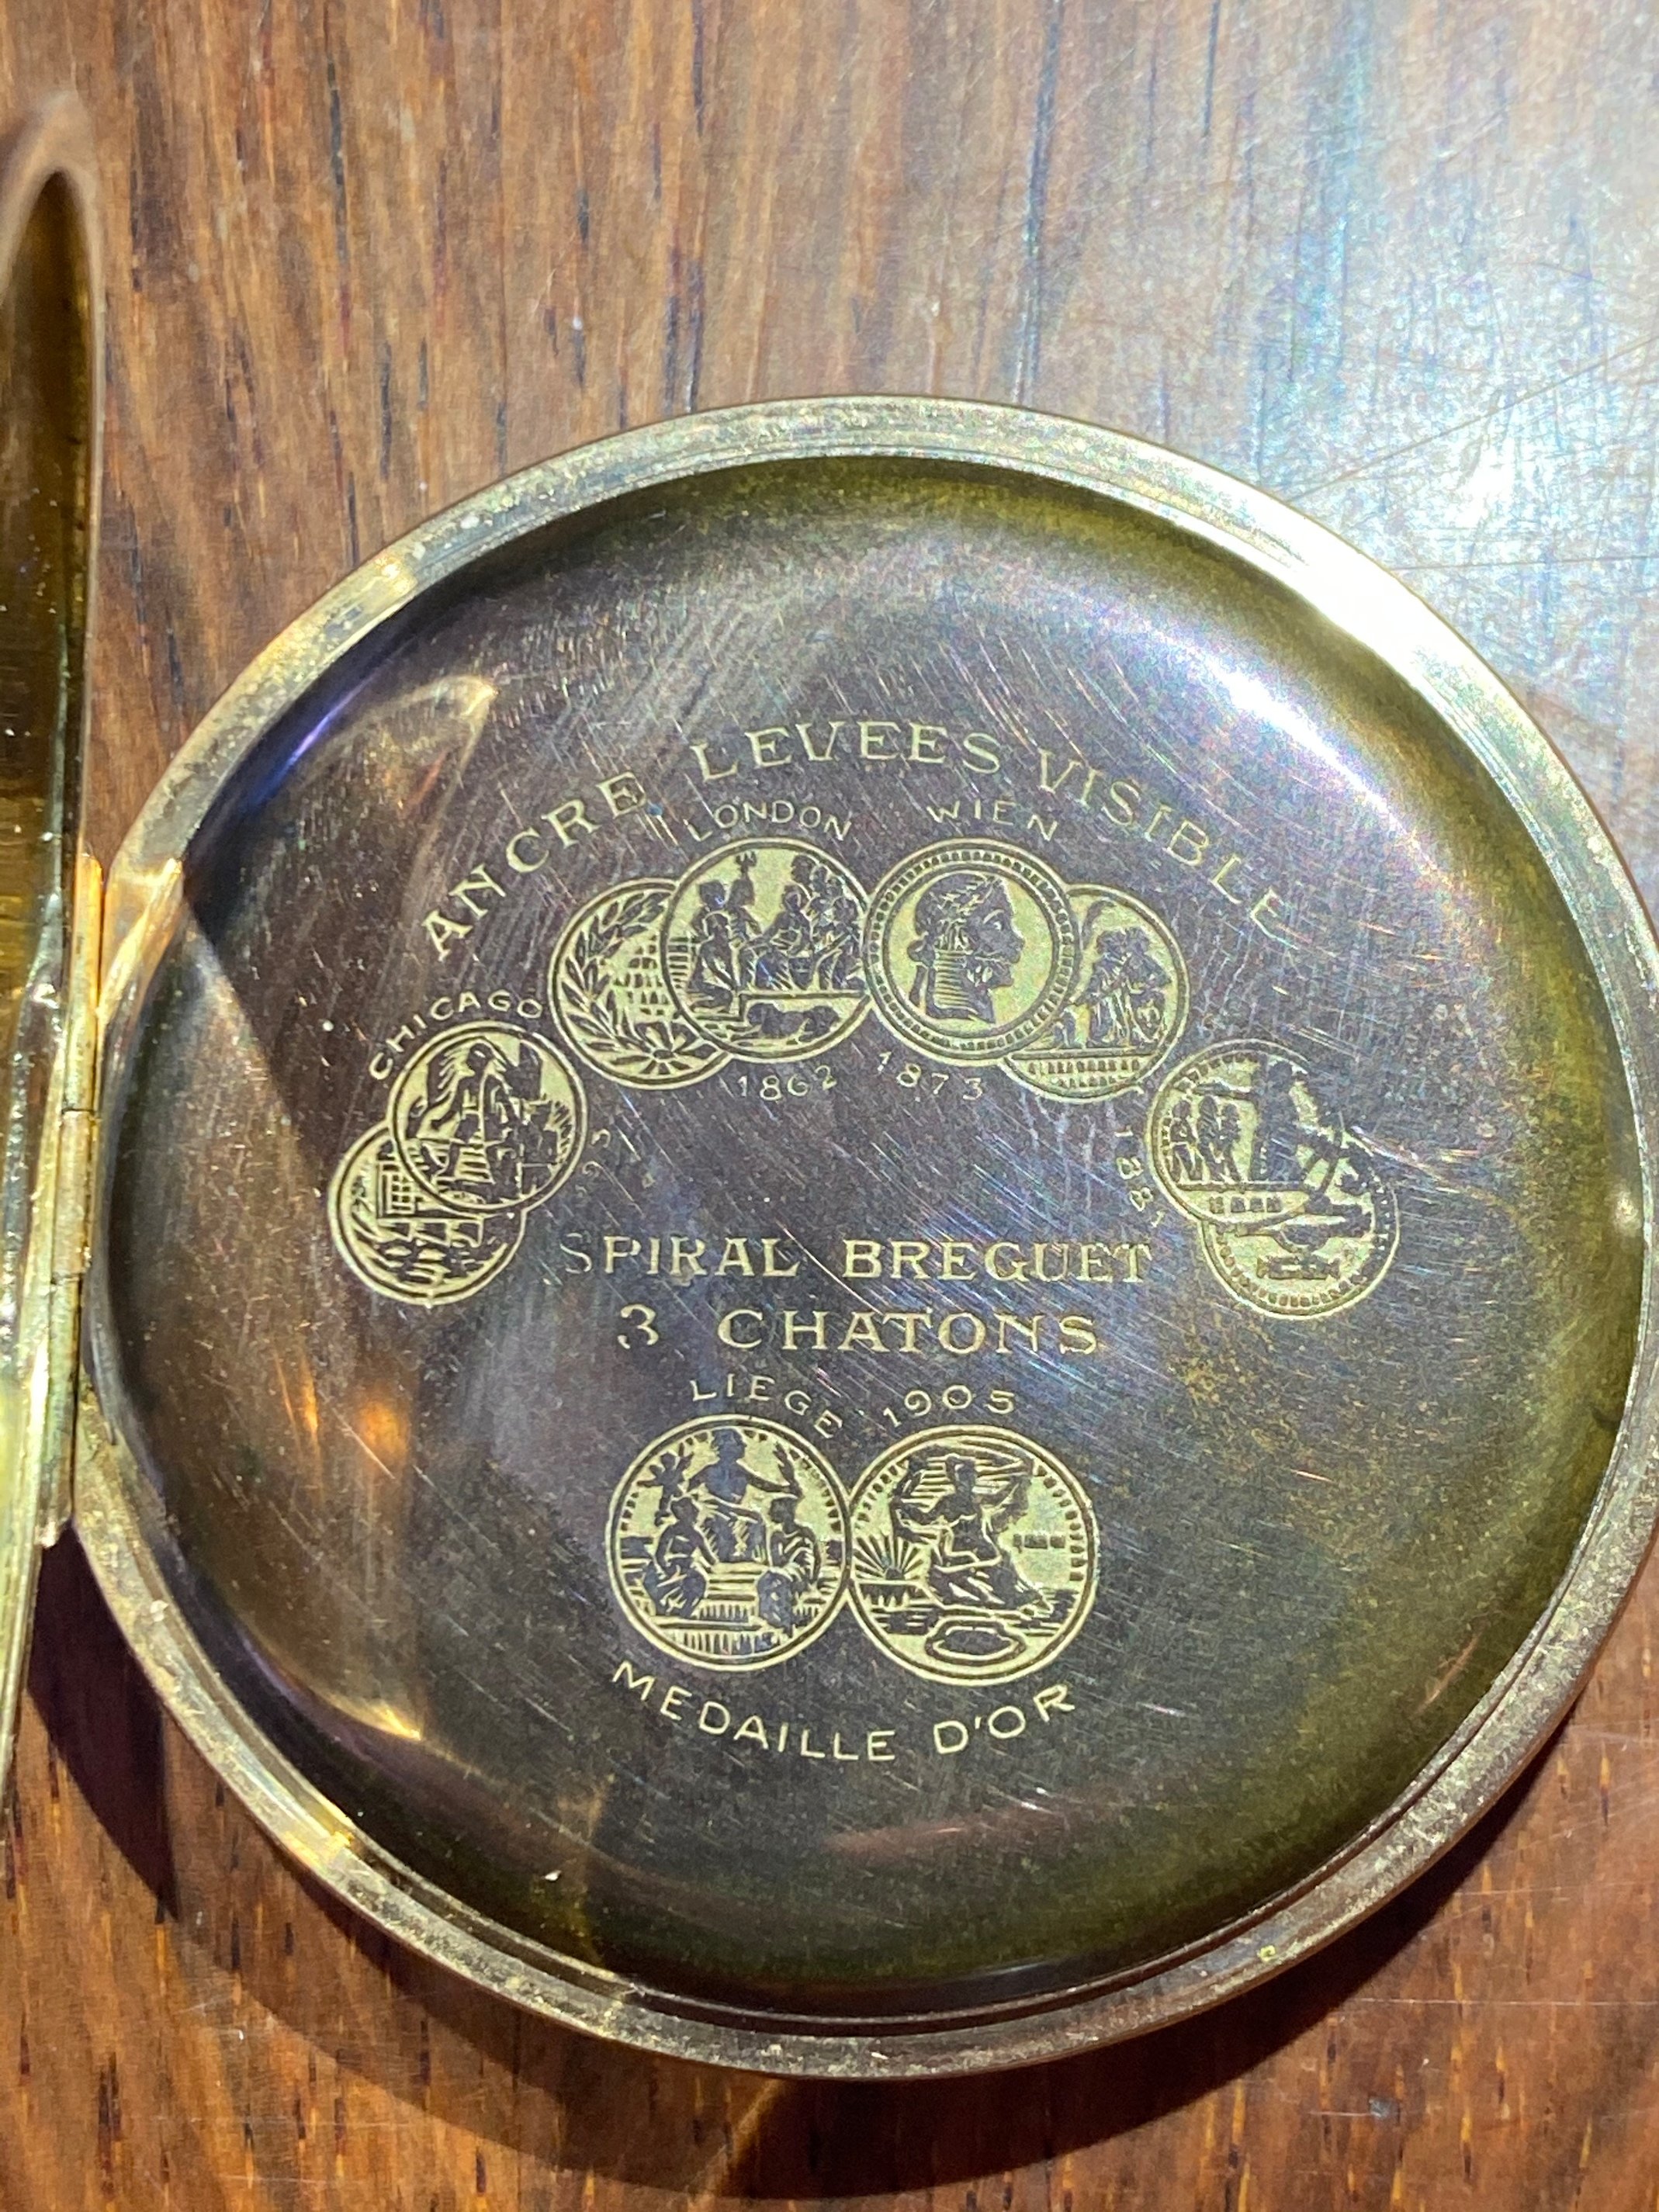 ANCRE LEVEES VISIBLE
LONDON WIEN
CHICAGO
1862 1873
SPIRAL BREGUET
3 CHATONS
LIEGE 1905
MEDAILLE D'OR